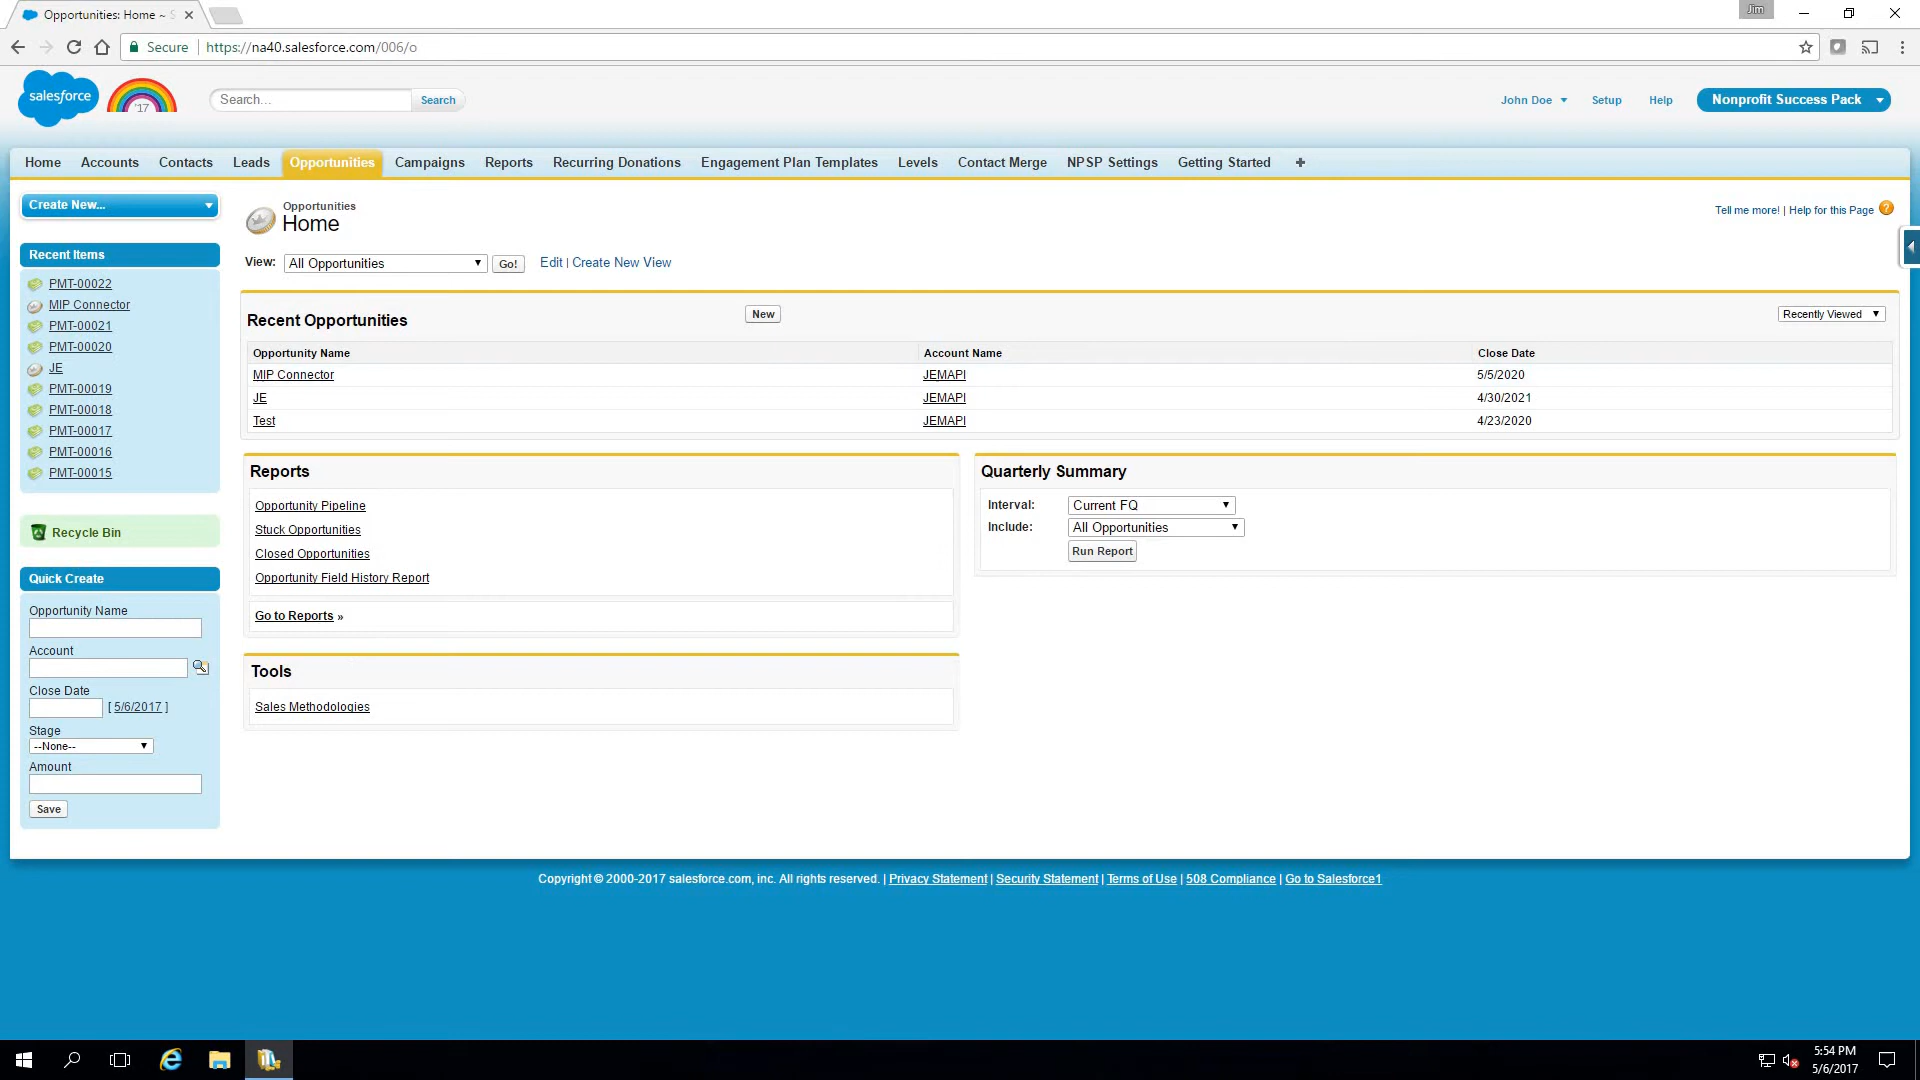 Opportunities: Home ~ S
Jim
Secure
https://na40.salesforce.com/006/o
salesforce
'17
Search...
Search
John Doe
Setup
Help
Nonprofit Success Pack
Home
Accounts
Contacts
Leads
Opportunities
Campaigns
Reports
Recurring Donations
Engagement Plan Templates
Levels
Contact Merge
NPSP Settings
Getting Started
+
Create New...
Recent Items
PMT-00022
MIP Connector
PMT-00021
PMT-00020
JE
PMT-00019
PMT-00018
PMT-00017
PMT-00016
PMT-00015
Recycle Bin
Quick Create
Opportunity Name
Account
Close Date
[ 5/6/2017 ]
Stage
--None--
Amount
Save
Opportunities
Home
Tell me more! | Help for this Page ?
View: All Opportunities Go! Edit | Create New View
Recent Opportunities
New
Recently Viewed
Opportunity Name Account Name Close Date
MIP Connector JEMAPI 5/5/2020
JE JEMAPI 4/30/2021
Test JEMAPI 4/23/2020
Reports
Opportunity Pipeline
Stuck Opportunities
Closed Opportunities
Opportunity Field History Report
Go to Reports »
Quarterly Summary
Interval: Current FQ
Include: All Opportunities
Run Report
Tools
Sales Methodologies
Copyright © 2000-2017 salesforce.com, inc. All rights reserved. | Privacy Statement | Security Statement | Terms of Use | 508 Compliance | Go to Salesforce1
5:54 PM
5/6/2017